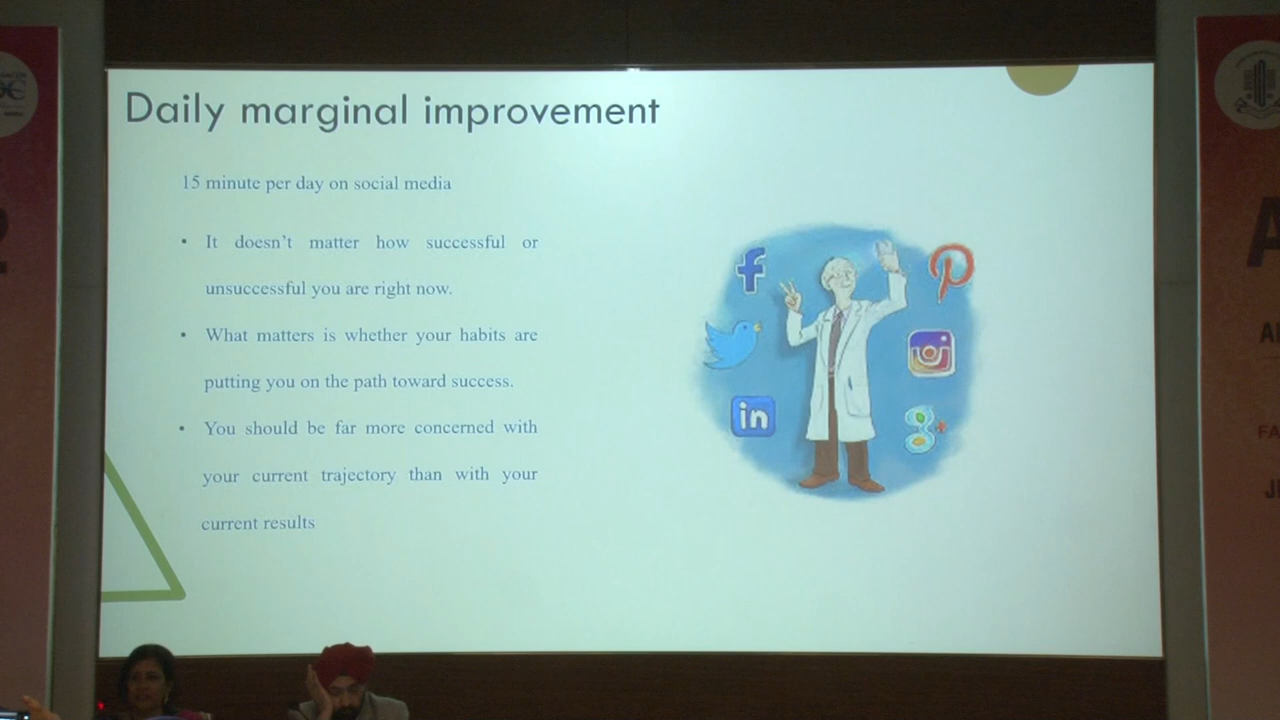 Daily marginal improvement
15 minute per day on social media
• It doesn't matter how successful or
unsuccessful you are right now.
• What matters is whether your habits are
putting you on the path toward success.
• You should be far more concerned with
your current trajectory than with your
current results
f
in
g+